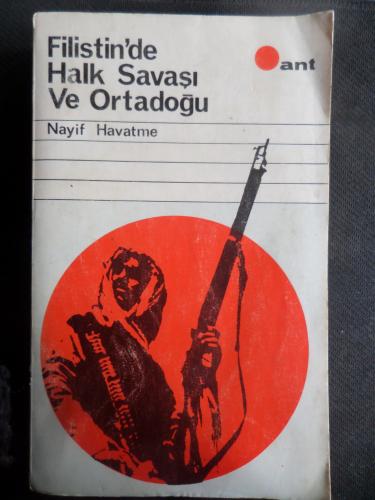 Filistin'de
Halk Savaşı
Ve Ortadoğu
ant
Nayif Havatme